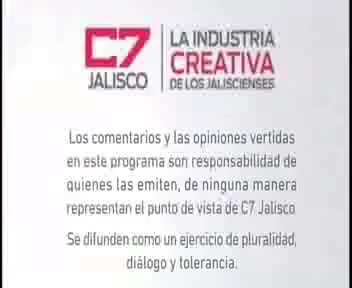 C7
JALISCO
LA INDUSTRIA
CREATIVA
DE LOS JALISCIENSES
Los comentarios y las opiniones vertidas
en este programa son responsabilidad de
quienes las emiten, de ninguna manera
representan el punto de vista de C7 Jalisco
Se difunden como un ejercicio de pluralidad,
diálogo y tolerancia.